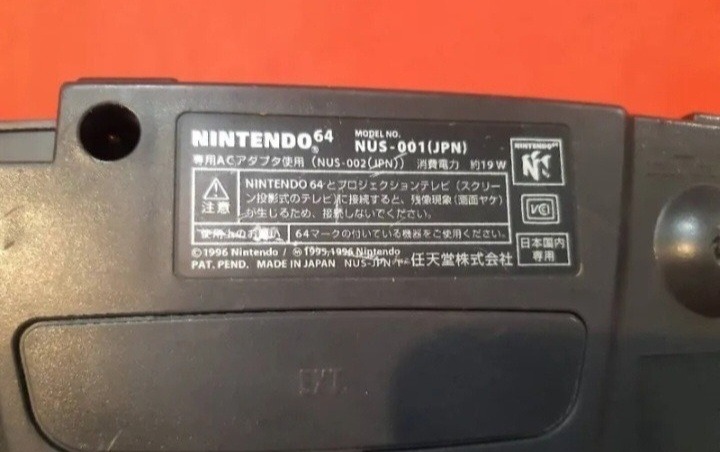 NINTENDO64® MODEL NO. NUS-001(JPN)
専用ACアダプタ使用 (NUS-002(JPN)) 消費電力 約19W
NINTENDO64
N
注意
NINTENDO 64とプロジェクションテレビ(スクリーン投影式のテレビ)に接続すると、残像現象(画面ヤケ)が生じるため、接続しないでください。
VCI
使用上のお願い 64マークの付いている機器をご使用ください。
©1996 Nintendo / Ⓜ1995,1996 Nintendo
PAT. PEND. MADE IN JAPAN NUS-JPN 任天堂株式会社
日本国内
専用
EXT.